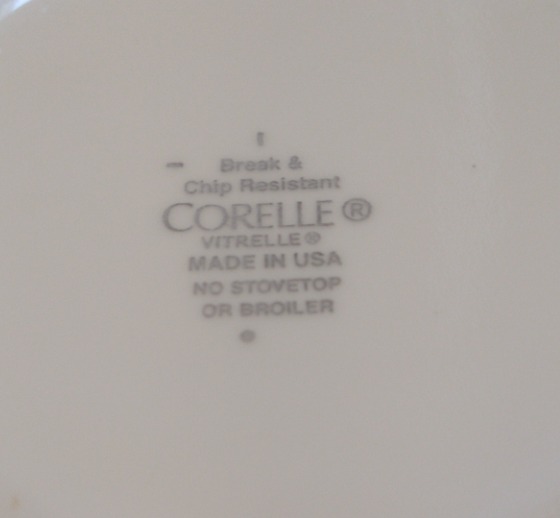 Break &
Chip Resistant
CORELLE®
VITRELLE®
MADE IN USA
NO STOVETOP
OR BROILER